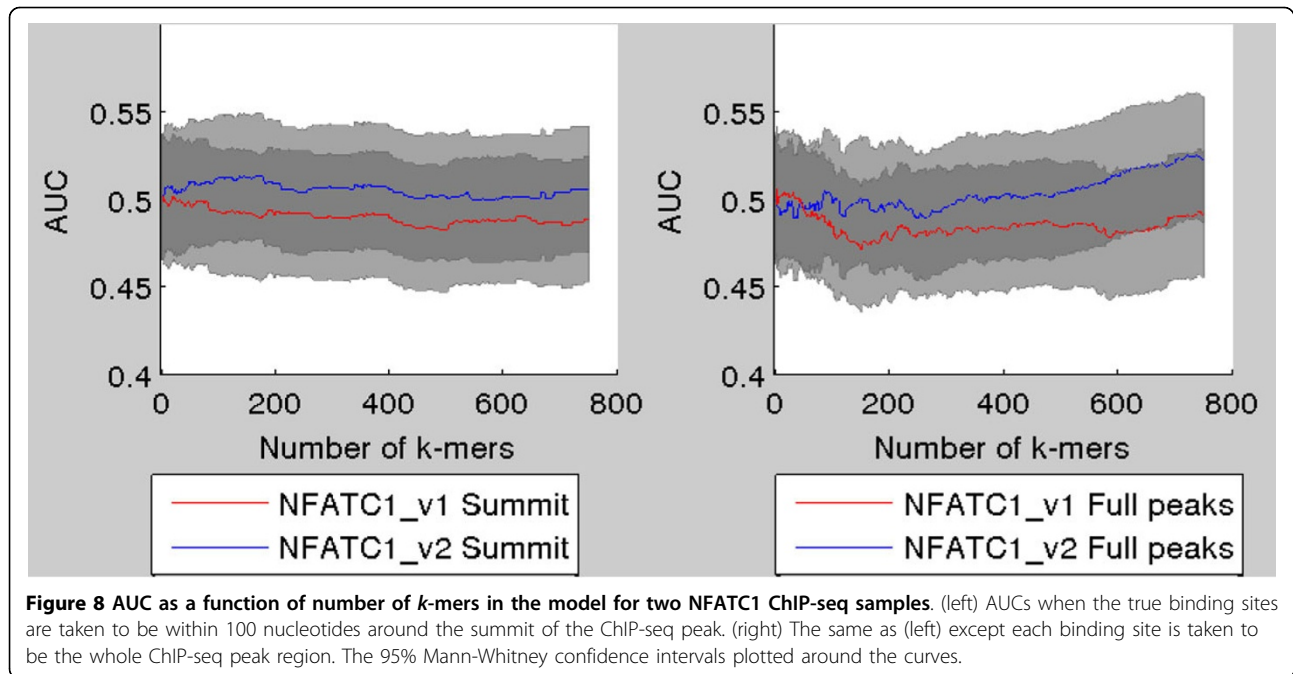 0.55
0.5
0.45
0.4
AUC
0 200 400 600 800
Number of k-mers
NFATC1_v1 Summit
NFATC1_v2 Summit
0.55
0.5
0.45
0.4
AUC
0 200 400 600 800
Number of k-mers
NFATC1_v1 Full peaks
NFATC1_v2 Full peaks
Figure 8 AUC as a function of number of k-mers in the model for two NFATC1 ChIP-seq samples. (left) AUCs when the true binding sites
are taken to be within 100 nucleotides around the summit of the ChIP-seq peak. (right) The same as (left) except each binding site is taken to
be the whole ChIP-seq peak region. The 95% Mann-Whitney confidence intervals plotted around the curves.